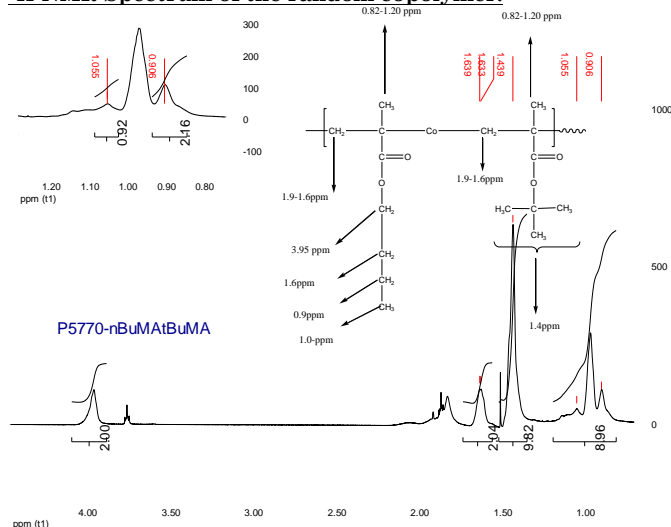 ¹H-NMR Spectrum of the random copolymer:
0.82-1.20 ppm
0.82-1.20 ppm
300
200
100
0
-100
1.055
0.906
0.92
2.16
1.20
1.10
1.00
0.90
0.80
ppm (t1)
1.639
1.633
1.439
1.055
0.906
1000
500
0
CH₃
CH₃
CH₂
Co
CH₂
C
C
C
O
C
O
O
O
1.9-1.6ppm
1.9-1.6ppm
CH₂
H₃C
C
CH₃
CH₃
3.95 ppm
CH₂
1.6ppm
CH₂
0.9ppm
CH₃
1.0-ppm
1.4ppm
P5770-nBuMAtBuMA
2.00
2.04
9.82
8.96
4.00
3.50
3.00
2.50
2.00
1.50
1.00
ppm (t1)